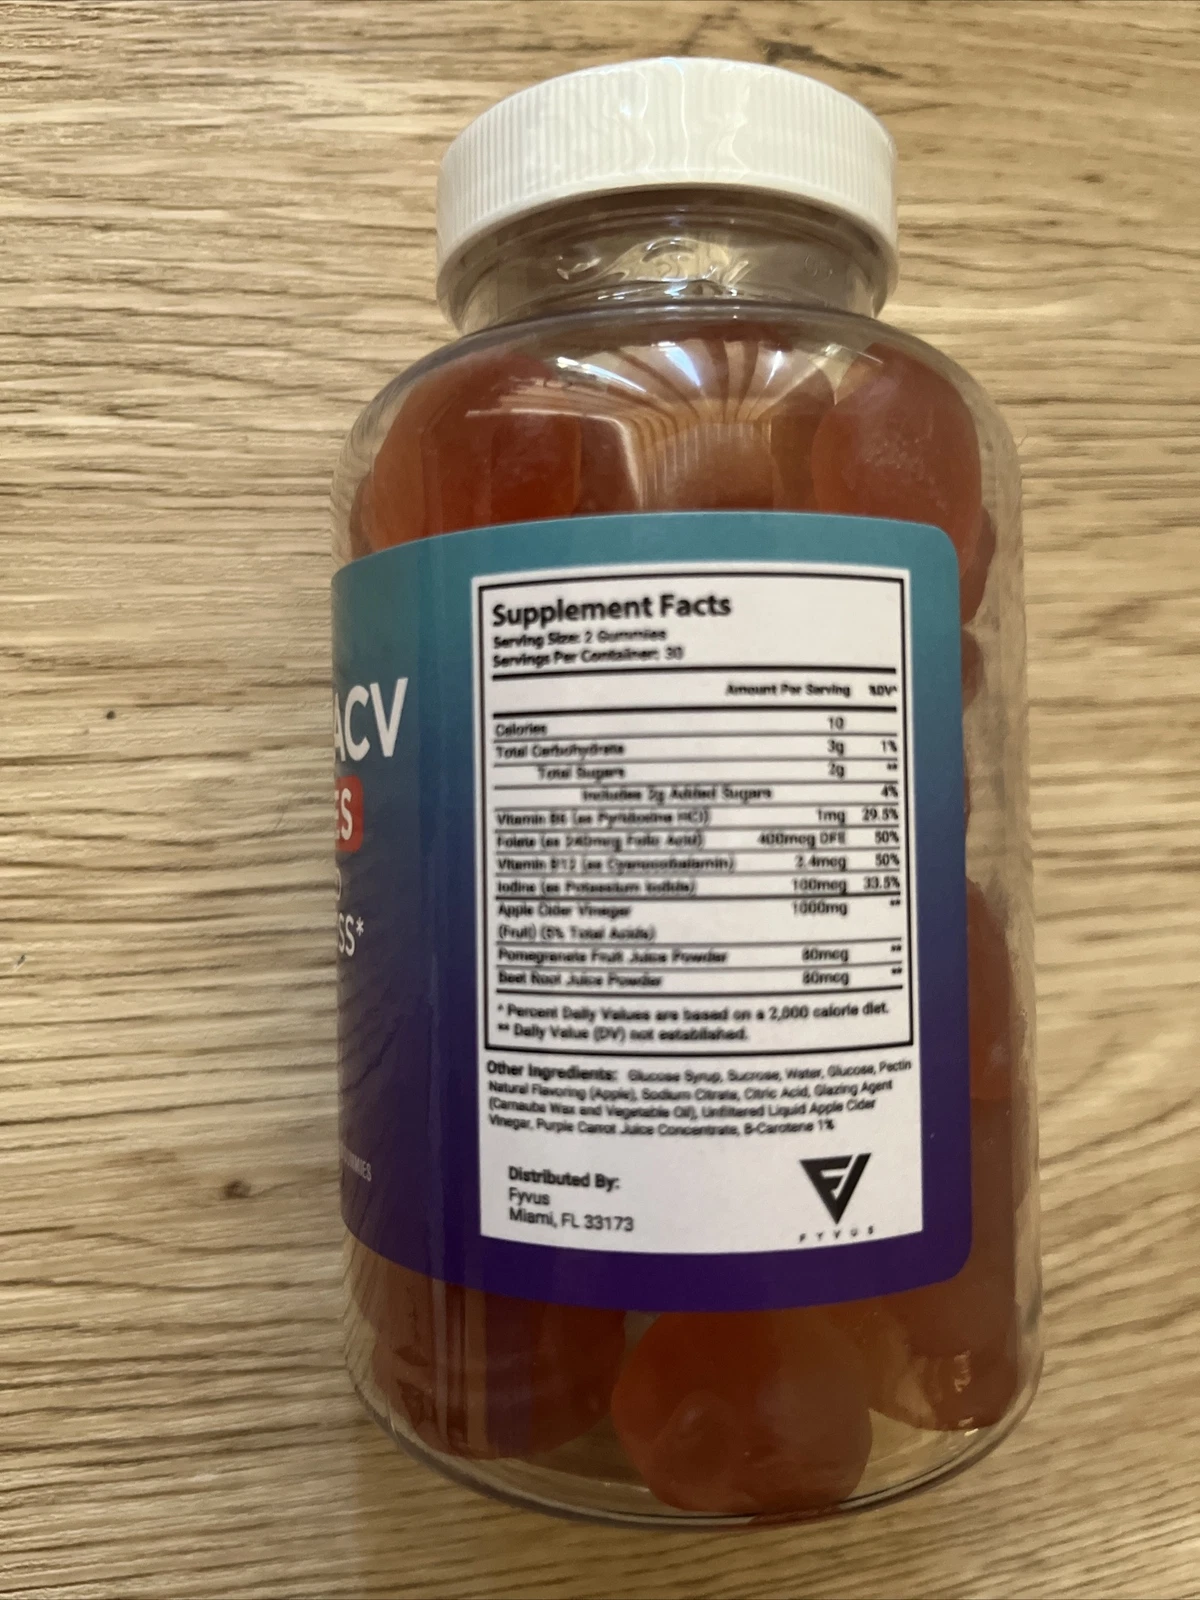 ACV
ES
SS*
Supplement Facts
Serving Size: 2 Gummies
Servings Per Container: 30
Amount Per Serving %DV*
Calories 10
Total Carbohydrate 3g 1%
Total Sugars 2g **
Includes 2g Added Sugars 4%
Vitamin B6 (as Pyridoxine HCl) 1mg 29.5%
Folate (as 240mcg Folic Acid) 400mcg DFE 50%
Vitamin B12 (as Cyanocobalamin) 2.4mcg 50%
Iodine (as Potassium Iodide) 100mcg 33.5%
Apple Cider Vinegar 1000mg **
(Fruit) (5% Total Acids)
Pomegranate Fruit Juice Powder 80mcg **
Beet Root Juice Powder 80mcg **
* Percent Daily Values are based on a 2,000 calorie diet.
** Daily Value (DV) not established.
Other Ingredients: Glucose Syrup, Sucrose, Water, Glucose, Pectin
Natural Flavoring (Apple), Sodium Citrate, Citric Acid, Glazing Agent
(Carnauba Wax and Vegetable Oil), Unfiltered Liquid Apple Cider
Vinegar, Purple Carrot Juice Concentrate, B-Carotene 1%
Distributed By:
Fyvus
Miami, FL 33173
FYVUS